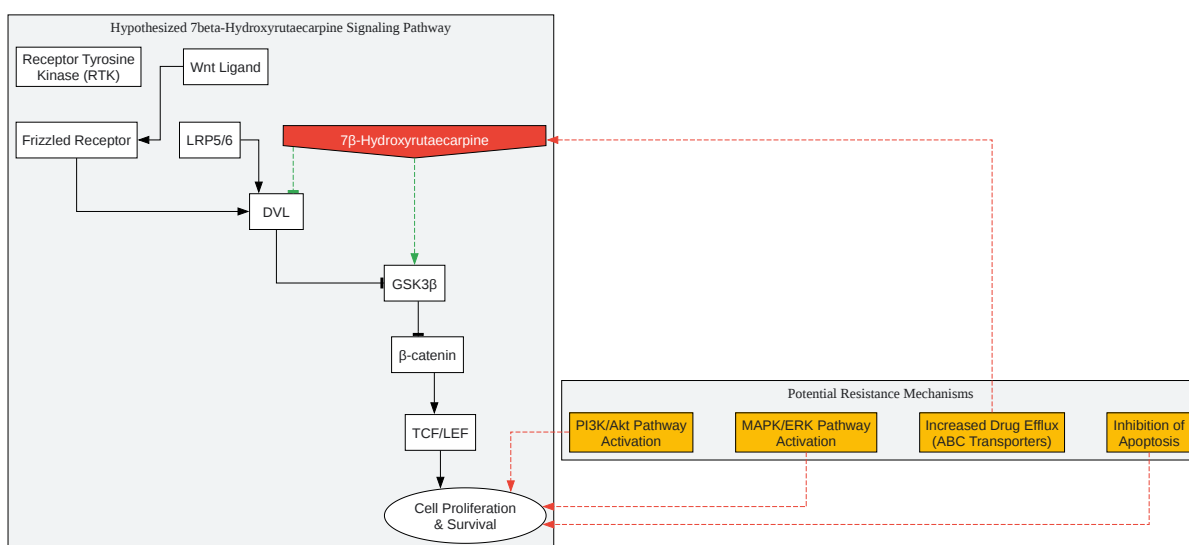 Hypothesized 7beta-Hydroxyrutaecarpine Signaling Pathway
Receptor Tyrosine
Kinase (RTK)
Wnt Ligand
Frizzled Receptor
LRP5/6
7β-Hydroxyrutaecarpine
DVL
GSK3β
β-catenin
TCF/LEF
Cell Proliferation
& Survival
Potential Resistance Mechanisms
PI3K/Akt Pathway
Activation
MAPK/ERK Pathway
Activation
Increased Drug Efflux
(ABC Transporters)
Inhibition of
Apoptosis